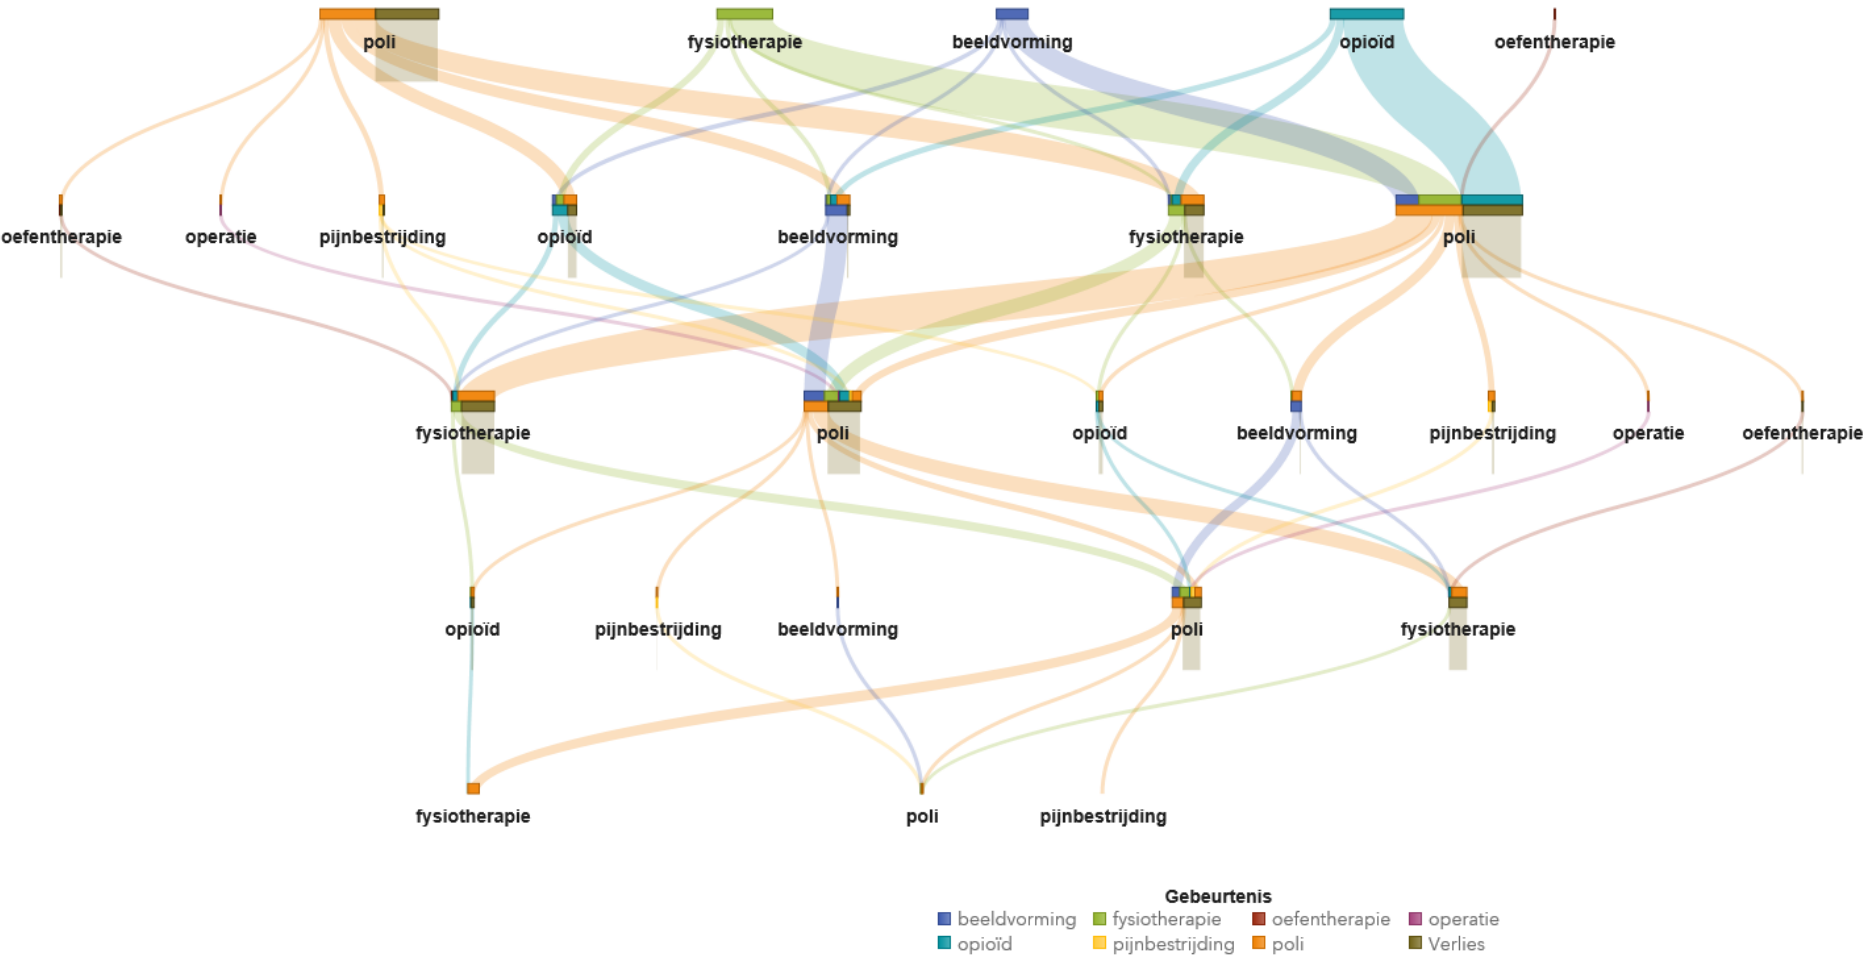 poli fysiotherapie beeldvorming opioïd oefentherapie
oefentherapie operatie pijnbestrijding opioïd beeldvorming fysiotherapie poli
fysiotherapie poli opioïd beeldvorming pijnbestrijding operatie oefentherapie
opioïd pijnbestrijding beeldvorming poli fysiotherapie
fysiotherapie poli pijnbestrijding
Gebeurtenis
beeldvorming fysiotherapie oefentherapie operatie
opioïd pijnbestrijding poli Verlies